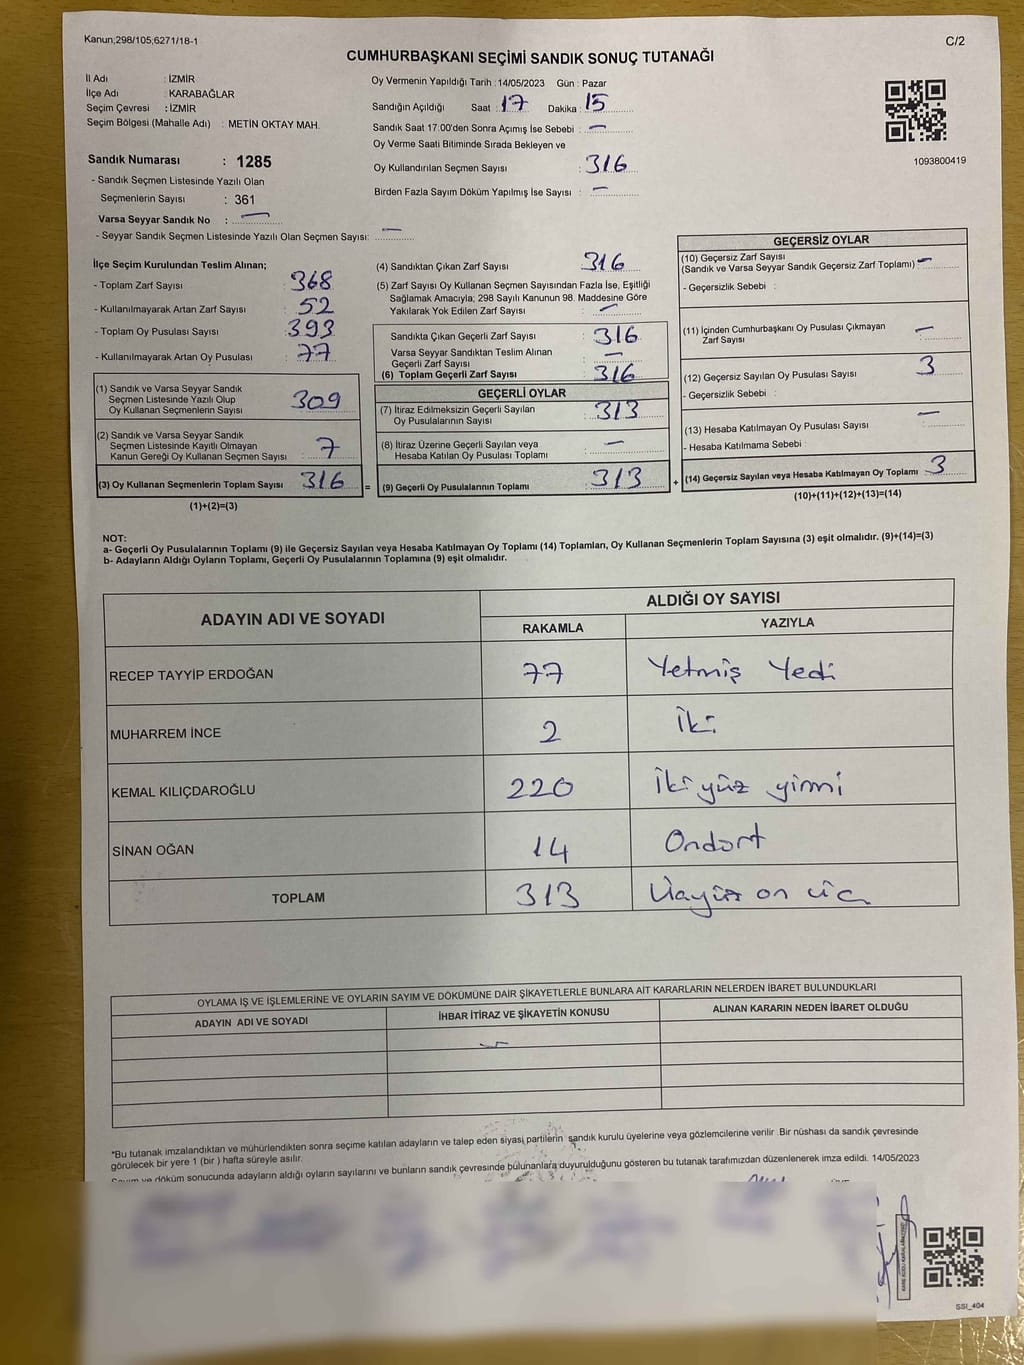 Kanun;298/105;6271/18-1
C/2
CUMHURBAŞKANI SEÇİMİ SANDIK SONUÇ TUTANAĞI
İl Adı : İZMİR
İlçe Adı : KARABAĞLAR
Seçim Çevresi : İZMİR
Seçim Bölgesi (Mahalle Adı) : METİN OKTAY MAH.
Sandık Numarası : 1285
- Sandık Seçmen Listesinde Yazılı Olan
Seçmenlerin Sayısı : 361
Varsa Seyyar Sandık No : —
- Seyyar Sandık Seçmen Listesinde Yazılı Olan Seçmen Sayısı: —
Oy Vermenin Yapıldığı Tarih : 14/05/2023 Gün : Pazar
Sandığın Açıldığı Saat : 17 Dakika : 15
Sandık Saat 17:00'den Sonra Açımış İse Sebebi : —
Oy Verme Saati Bitiminde Sırada Bekleyen ve
Oy Kullandırılan Seçmen Sayısı : 316
Birden Fazla Sayım Döküm Yapılmış İse Sayısı : —
1093800419
İlçe Seçim Kurulundan Teslim Alınan;
- Toplam Zarf Sayısı : 368
- Kullanılmayarak Artan Zarf Sayısı : 52
- Toplam Oy Pusulası Sayısı : 393
- Kullanılmayarak Artan Oy Pusulası : 77
(1) Sandık ve Varsa Seyyar Sandık
Seçmen Listesinde Yazılı Olup
Oy Kullanan Seçmenlerin Sayısı : 309
(2) Sandık ve Varsa Seyyar Sandık
Seçmen Listesinde Kayıtlı Olmayan
Kanun Gereği Oy Kullanan Seçmen Sayısı : 7
(3) Oy Kullanan Seçmenlerin Toplam Sayısı : 316 =
(1)+(2)=(3)
(4) Sandıktan Çıkan Zarf Sayısı : 316
(5) Zarf Sayısı Oy Kullanan Seçmen Sayısından Fazla İse, Eşitliği
Sağlamak Amacıyla; 298 Sayılı Kanunun 98. Maddesine Göre
Yakılarak Yok Edilen Zarf Sayısı : —
Sandıkta Çıkan Geçerli Zarf Sayısı : 316
Varsa Seyyar Sandıktan Teslim Alınan
Geçerli Zarf Sayısı : —
(6) Toplam Geçerli Zarf Sayısı : 316
GEÇERLİ OYLAR
(7) İtiraz Edilmeksizin Geçerli Sayılan
Oy Pusulalarının Sayısı : 313
(8) İtiraz Üzerine Geçerli Sayılan veya
Hesaba Katılan Oy Pusulası Toplamı : —
(9) Geçerli Oy Pusulalarının Toplamı : 313 +
GEÇERSİZ OYLAR
(10) Geçersiz Zarf Sayısı
(Sandık ve Varsa Seyyar Sandık Geçersiz Zarf Toplamı) : —
- Geçersizlik Sebebi :
(11) İçinden Cumhurbaşkanı Oy Pusulası Çıkmayan
Zarf Sayısı : —
(12) Geçersiz Sayılan Oy Pusulası Sayısı : 3
- Geçersizlik Sebebi :
(13) Hesaba Katılmayan Oy Pusulası Sayısı : —
- Hesaba Katılmama Sebebi :
(14) Geçersiz Sayılan veya Hesaba Katılmayan Oy Toplamı : 3
(10)+(11)+(12)+(13)=(14)
NOT:
a- Geçerli Oy Pusulalarının Toplamı (9) ile Geçersiz Sayılan veya Hesaba Katılmayan Oy Toplamı (14) Toplamları, Oy Kullanan Seçmenlerin Toplam Sayısına (3) eşit olmalıdır. (9)+(14)=(3)
b- Adayların Aldığı Oyların Toplamı, Geçerli Oy Pusulalarının Toplamına (9) eşit olmalıdır.
ADAYIN ADI VE SOYADI ALDIĞI OY SAYISI
RAKAMLA YAZIYLA
RECEP TAYYİP ERDOĞAN 77 Yetmiş Yedi
MUHARREM İNCE 2 İki
KEMAL KILIÇDAROĞLU 220 İkiyüz yirmi
SİNAN OĞAN 14 Ondört
TOPLAM 313 Üçyüz on üç
OYLAMA İŞ VE İŞLEMLERİNE VE OYLARIN SAYIM VE DÖKÜMÜNE DAİR ŞİKAYETLERLE BUNLARA AİT KARARLARIN NELERDEN İBARET BULUNDUKLARI
ADAYIN ADI VE SOYADI İHBAR İTİRAZ VE ŞİKAYETİN KONUSU ALINAN KARARIN NEDEN İBARET OLDUĞU
*Bu tutanak imzalandıktan ve mühürlendikten sonra seçime katılan adayların ve talep eden siyasi partilerin sandık kurulu üyelerine veya gözlemcilerine verilir .Bir nüshası da sandık çevresinde
görülecek bir yere 1 (bir ) hafta süreyle asılır.
Sayım ve döküm sonucunda adayların aldığı oyların sayılarını ve bunların sandık çevresinde bulunanlara duyurulduğunu gösteren bu tutanak tarafımızdan düzenlenerek imza edildi. 14/05/2023
SSI_404